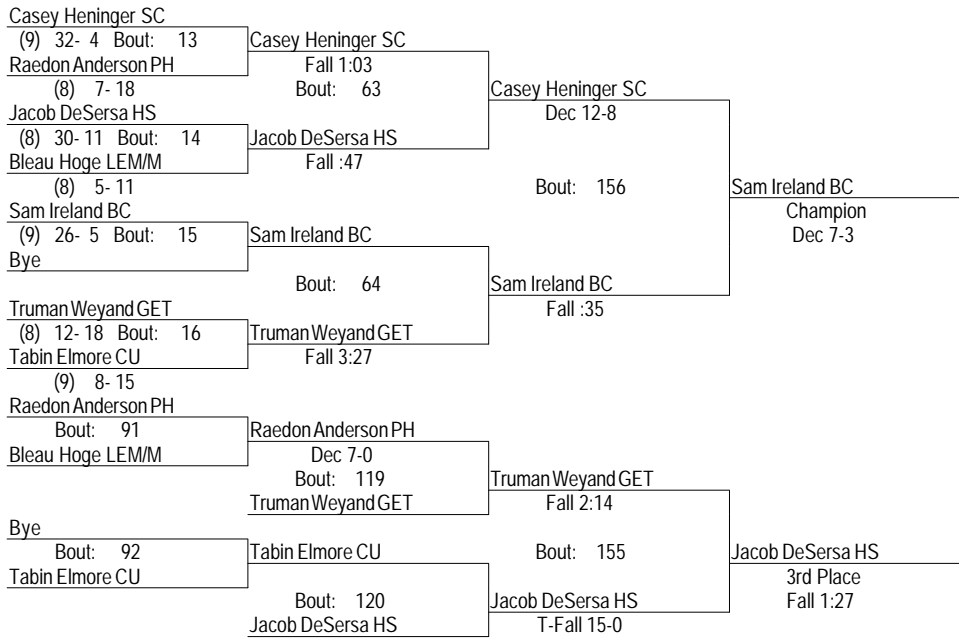 Casey Heninger SC
(9) 32- 4 Bout: 13
Casey Heninger SC
Raedon Anderson PH
Fall 1:03
(8) 7- 18
Bout: 63
Casey Heninger SC
Jacob DeSersa HS
Dec 12-8
(8) 30- 11 Bout: 14
Jacob DeSersa HS
Bleau Hoge LEM/M
Fall :47
(8) 5- 11
Bout: 156
Sam Ireland BC
Sam Ireland BC
Champion
(9) 26- 5 Bout: 15
Sam Ireland BC
Dec 7-3
Bye
Bout: 64
Sam Ireland BC
Truman Weyand GET
Fall :35
(8) 12- 18 Bout: 16
Truman Weyand GET
Tabin Elmore CU
Fall 3:27
(9) 8- 15
Raedon Anderson PH
Bout: 91
Raedon Anderson PH
Bleau Hoge LEM/M
Dec 7-0
Bout: 119
Truman Weyand GET
Truman Weyand GET
Fall 2:14
Bye
Bout: 92
Tabin Elmore CU
Bout: 155
Jacob DeSersa HS
Tabin Elmore CU
3rd Place
Bout: 120
Jacob DeSersa HS
Fall 1:27
Jacob DeSersa HS
T-Fall 15-0